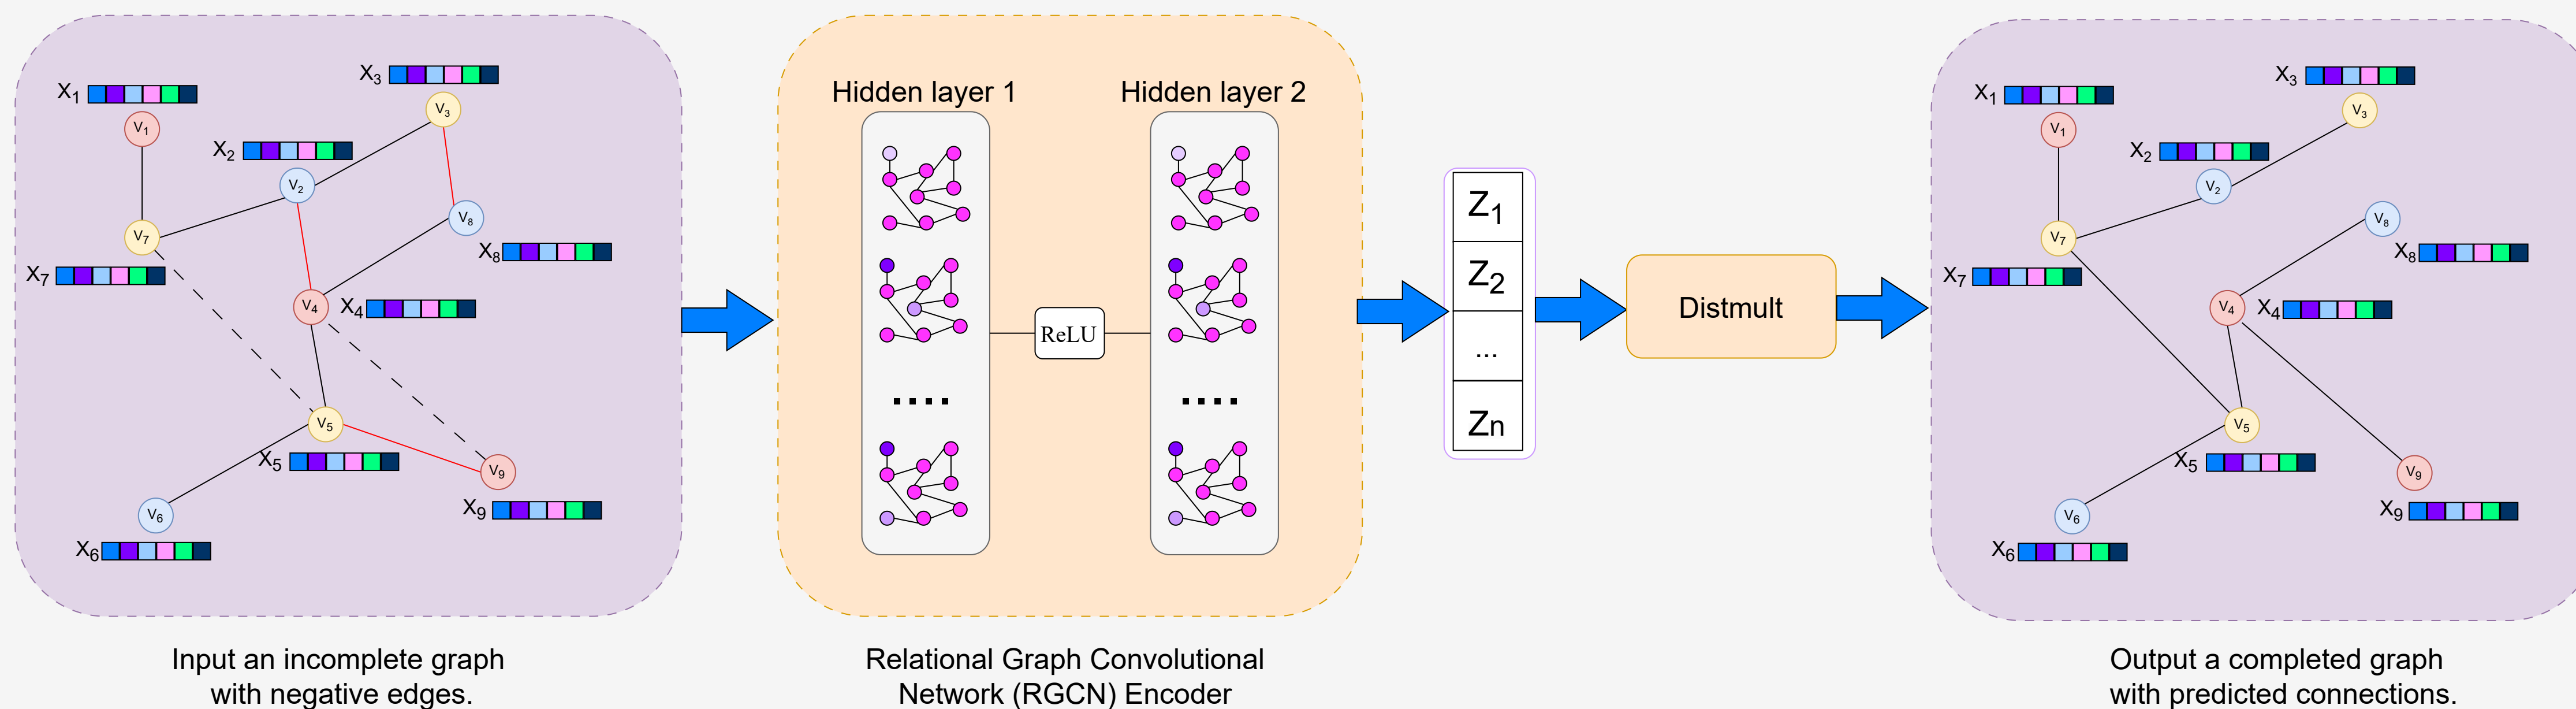 X1
V1
X3
V3
X2
V2
V7
X7
V8
X8
V4
X4
V5
X5
V9
X9
V6
X6
Input an incomplete graph
with negative edges.
Hidden layer 1
Hidden layer 2
ReLU
Relational Graph Convolutional
Network (RGCN) Encoder
Z1
Z2
...
Zn
Distmult
X1
V1
X3
V3
X2
V2
V7
X7
V8
X8
V4
X4
V5
X5
V9
X9
V6
X6
Output a completed graph
with predicted connections.